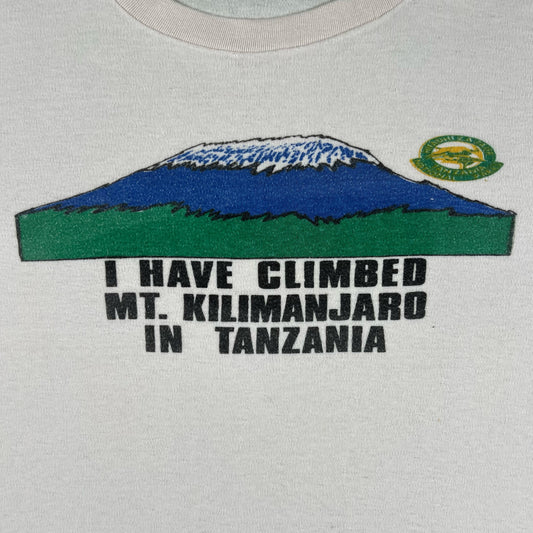 I HAVE CLIMBED
MT. KILIMANJARO
IN TANZANIA